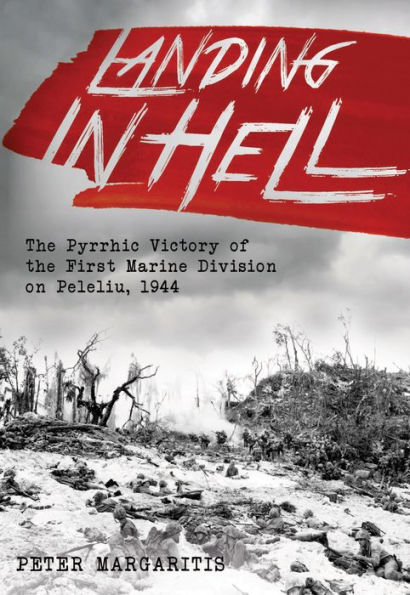 LANDING
IN HELL
The Pyrrhic Victory of
the First Marine Division
on Peleliu, 1944
PETER MARGARITIS